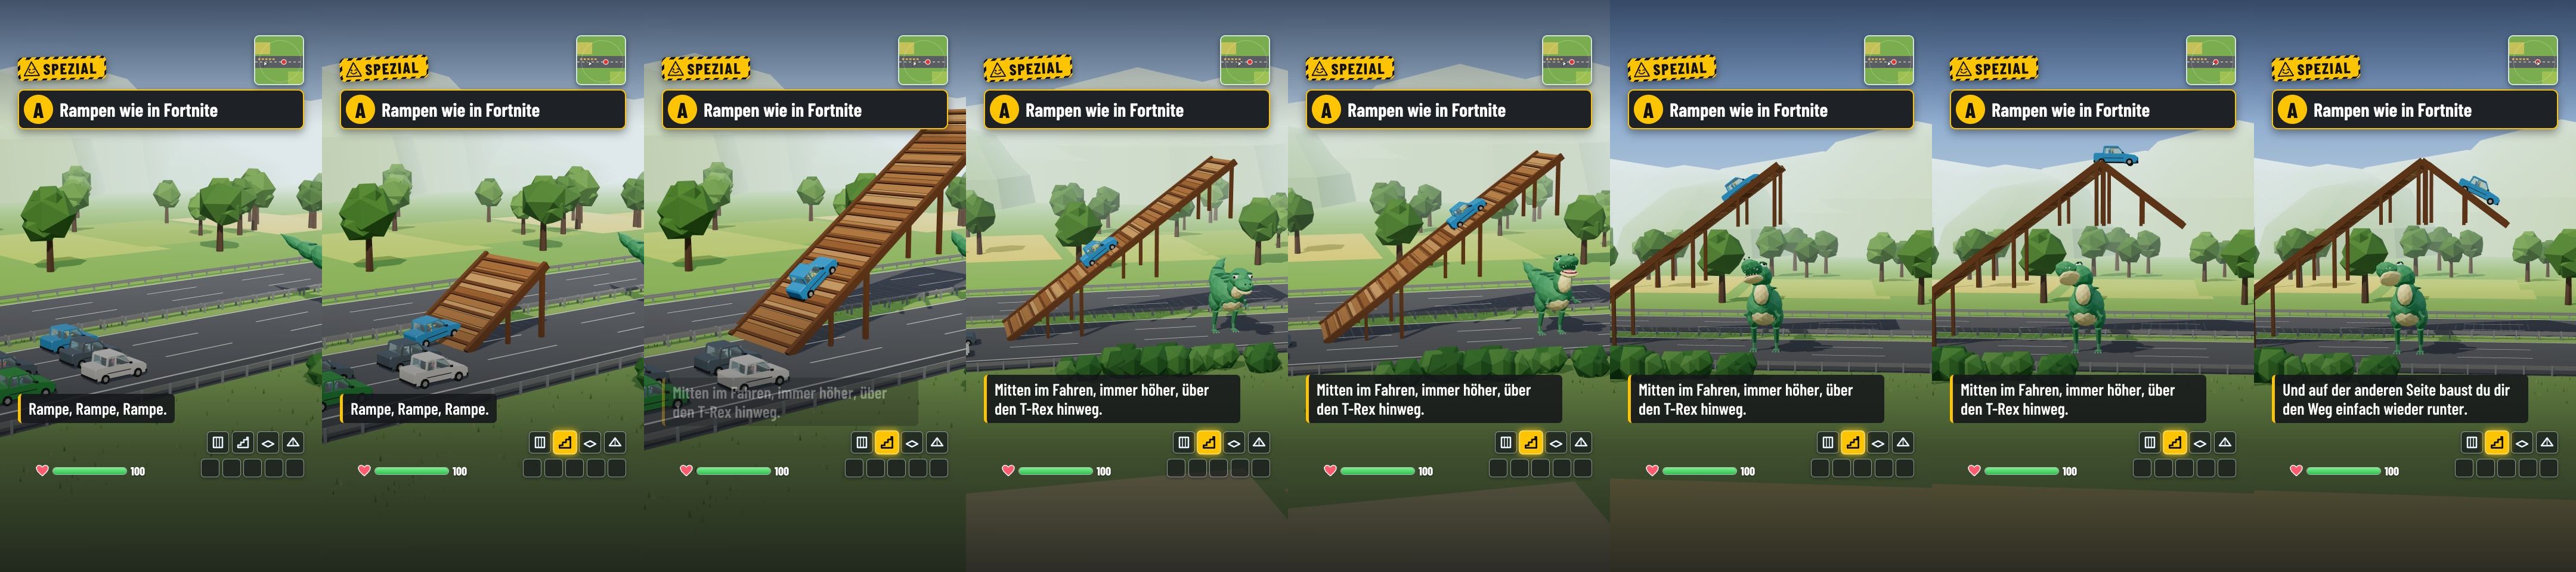 SPEZIAL
A Rampen wie in Fortnite
Rampe, Rampe, Rampe.
100
SPEZIAL
A Rampen wie in Fortnite
Rampe, Rampe, Rampe.
100
SPEZIAL
A Rampen wie in Fortnite
Mitten im Fahren, immer höher, über
den T-Rex hinweg.
100
SPEZIAL
A Rampen wie in Fortnite
Mitten im Fahren, immer höher, über
den T-Rex hinweg.
100
SPEZIAL
A Rampen wie in Fortnite
Mitten im Fahren, immer höher, über
den T-Rex hinweg.
100
SPEZIAL
A Rampen wie in Fortnite
Mitten im Fahren, immer höher, über
den T-Rex hinweg.
100
SPEZIAL
A Rampen wie in Fortnite
Mitten im Fahren, immer höher, über
den T-Rex hinweg.
100
SPEZIAL
A Rampen wie in Fortnite
Und auf der anderen Seite baust du dir
den Weg einfach wieder runter.
100